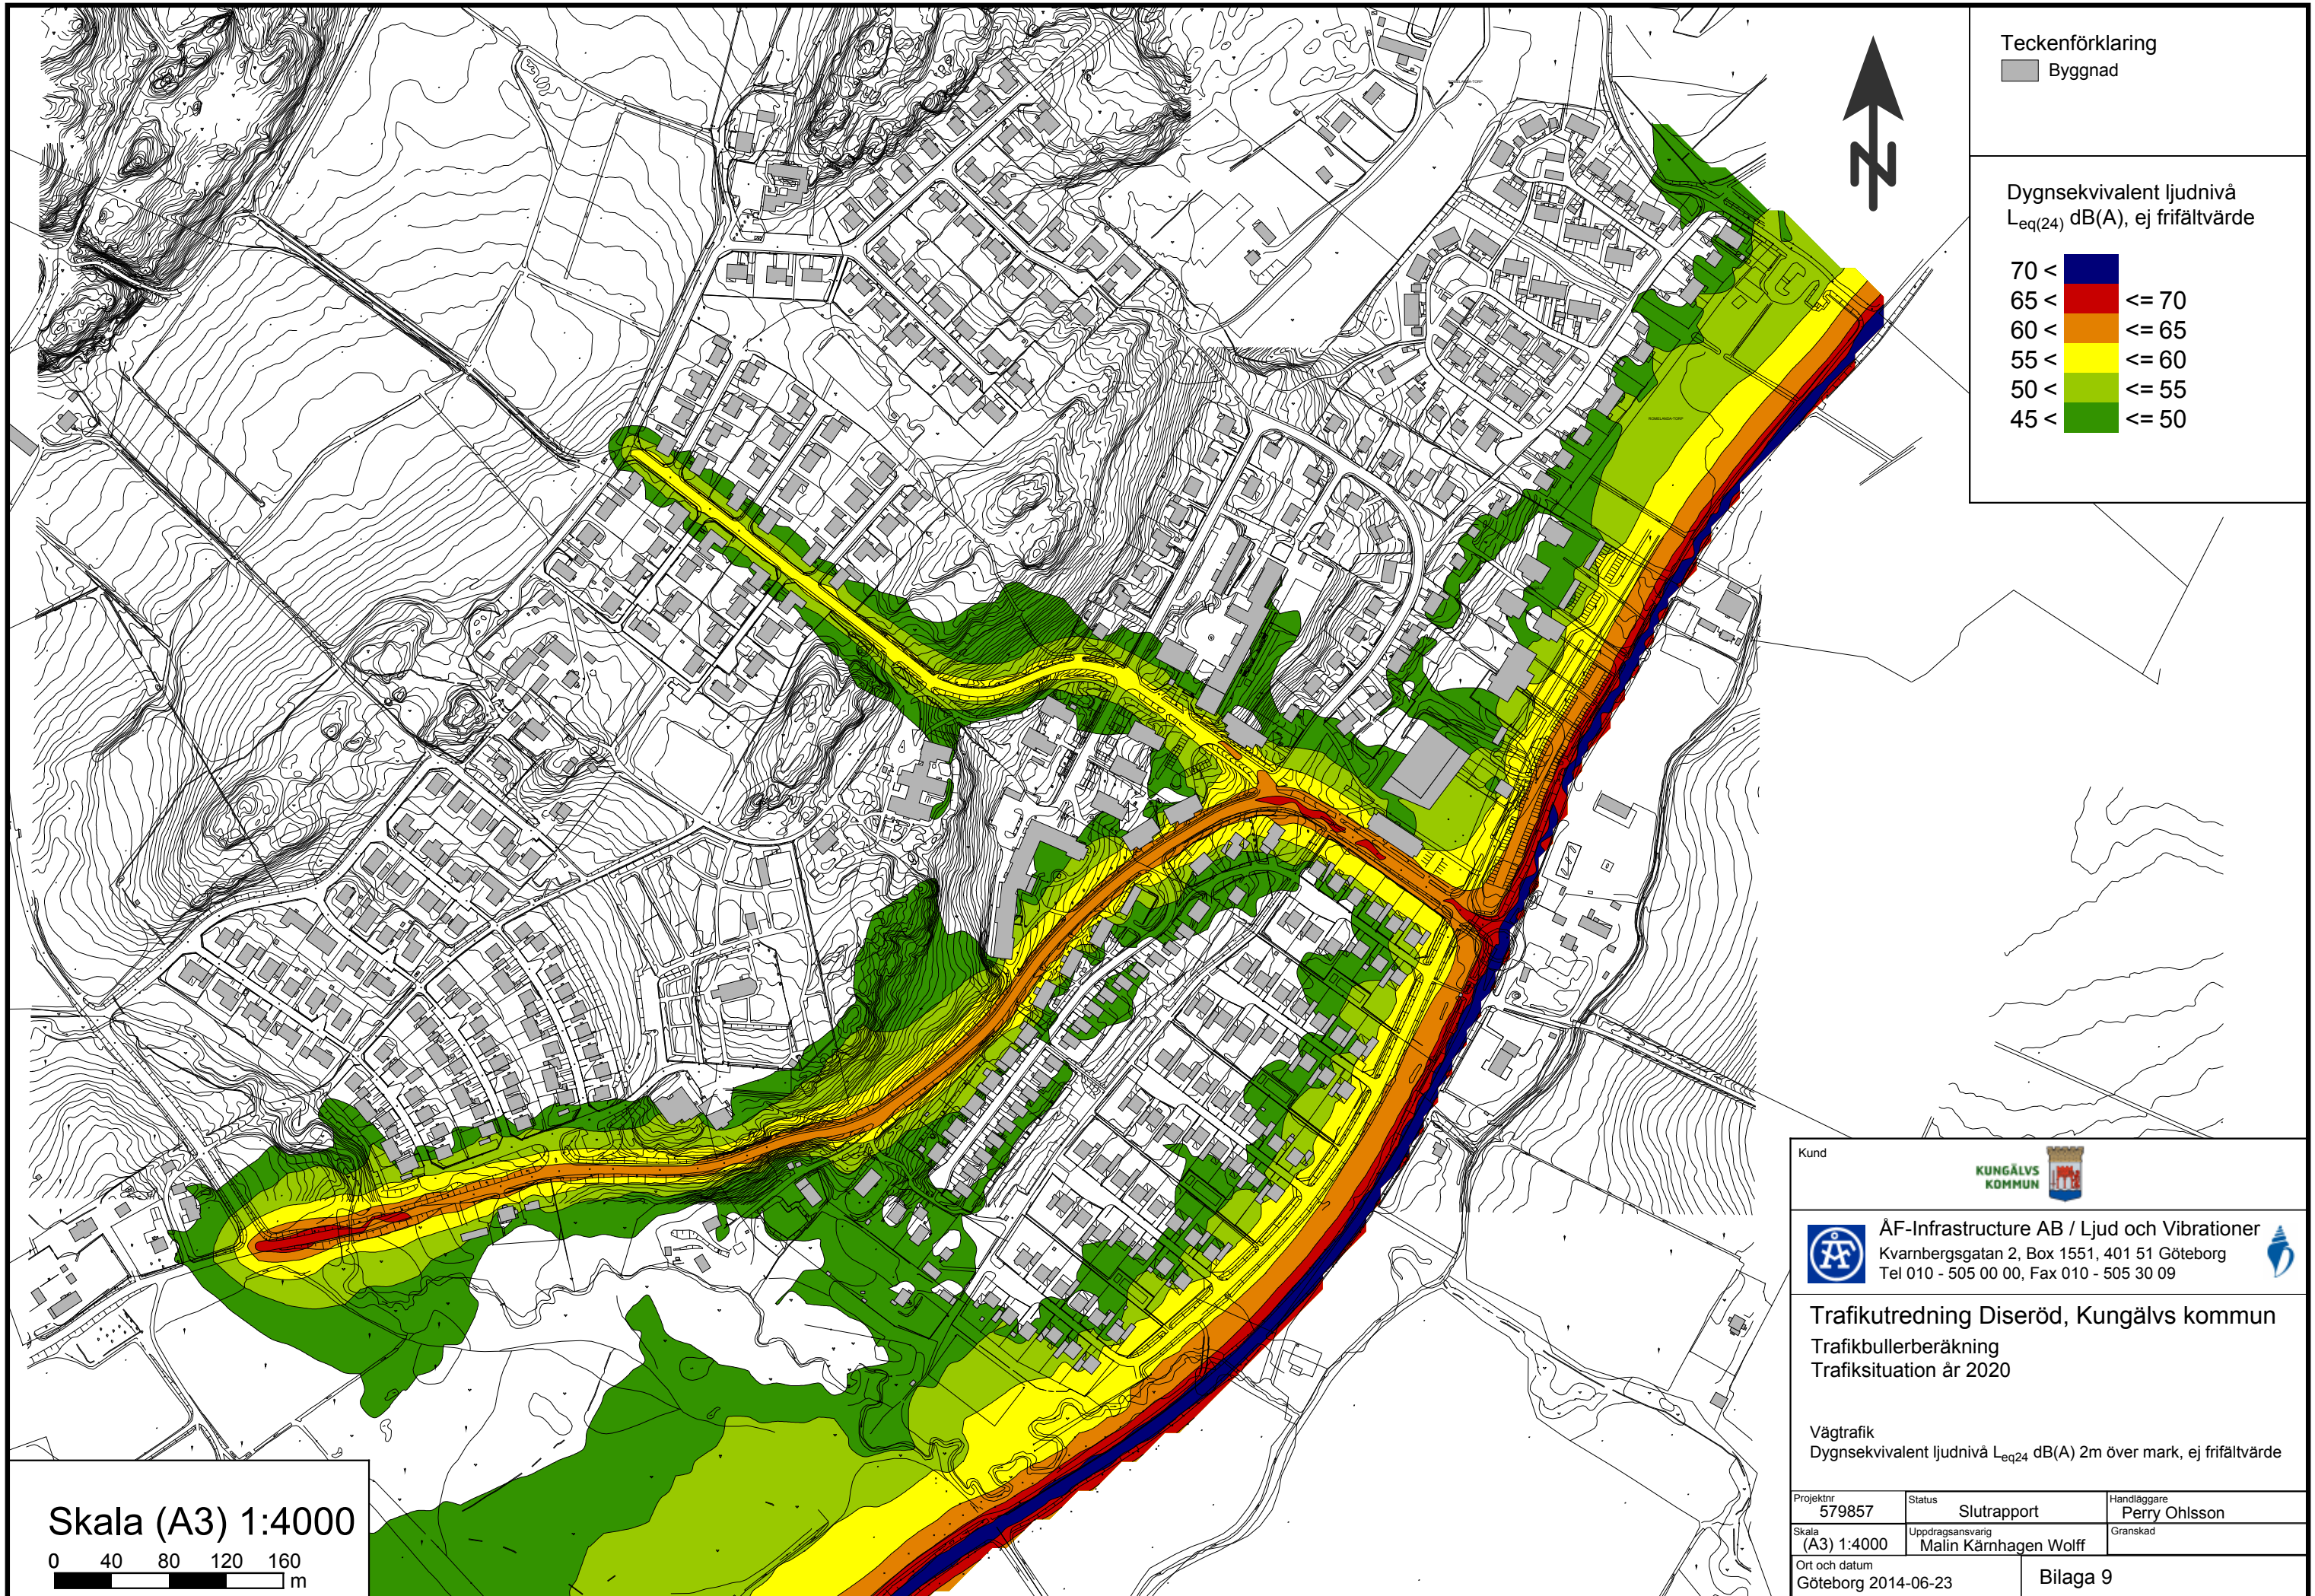 Teckenförklaring
Byggnad
Dygnsekvivalent ljudnivå
Leq(24) dB(A), ej frifältvärde
70 <
65 < <= 70
60 < <= 65
55 < <= 60
50 < <= 55
45 < <= 50
N
Kund
KUNGÄLVS
KOMMUN
ÅF
ÅF-Infrastructure AB / Ljud och Vibrationer
Kvarnbergsgatan 2, Box 1551, 401 51 Göteborg
Tel 010 - 505 00 00, Fax 010 - 505 30 09
Trafikutredning Diseröd, Kungälvs kommun
Trafikbullerberäkning
Trafiksituation år 2020
Vägtrafik
Dygnsekvivalent ljudnivå Leq24 dB(A) 2m över mark, ej frifältvärde
Projektnr
579857
Status
Slutrapport
Handläggare
Perry Ohlsson
Skala
(A3) 1:4000
Uppdragsansvarig
Malin Kärnhagen Wolff
Granskad
Ort och datum
Göteborg 2014-06-23
Bilaga 9
Skala (A3) 1:4000
0 40 80 120 160
m